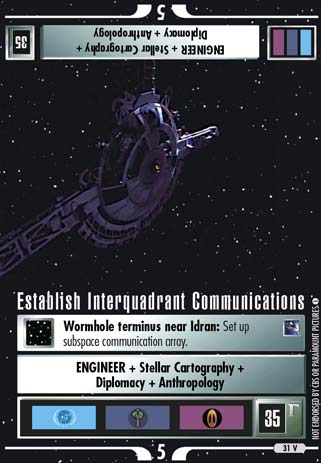 5
ENGINEER + Stellar Cartography +
Diplomacy + Anthropology
35
Establish Interquadrant Communications
Wormhole terminus near Idran: Set up
subspace communication array.
ENGINEER + Stellar Cartography +
Diplomacy + Anthropology
35 Γ
5
31 V
NOT ENDORSED BY CBS OR PARAMOUNT PICTURES